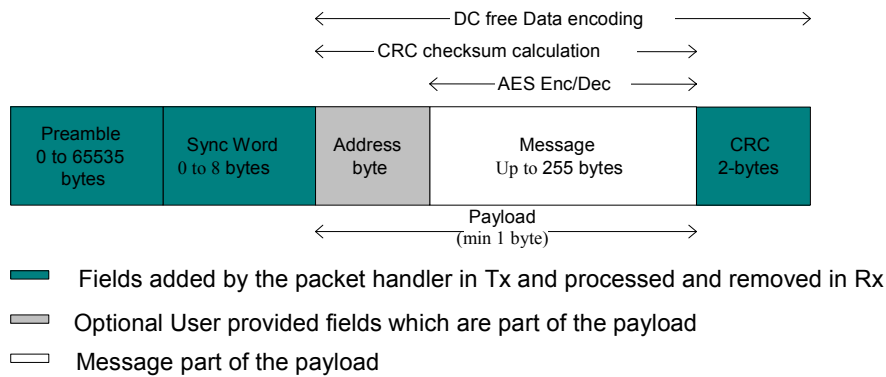 DC free Data encoding
CRC checksum calculation
AES Enc/Dec
Preamble
0 to 65535
bytes
Sync Word
0 to 8 bytes
Address
byte
Message
Up to 255 bytes
CRC
2-bytes
Payload
(min 1 byte)
Fields added by the packet handler in Tx and processed and removed in Rx
Optional User provided fields which are part of the payload
Message part of the payload